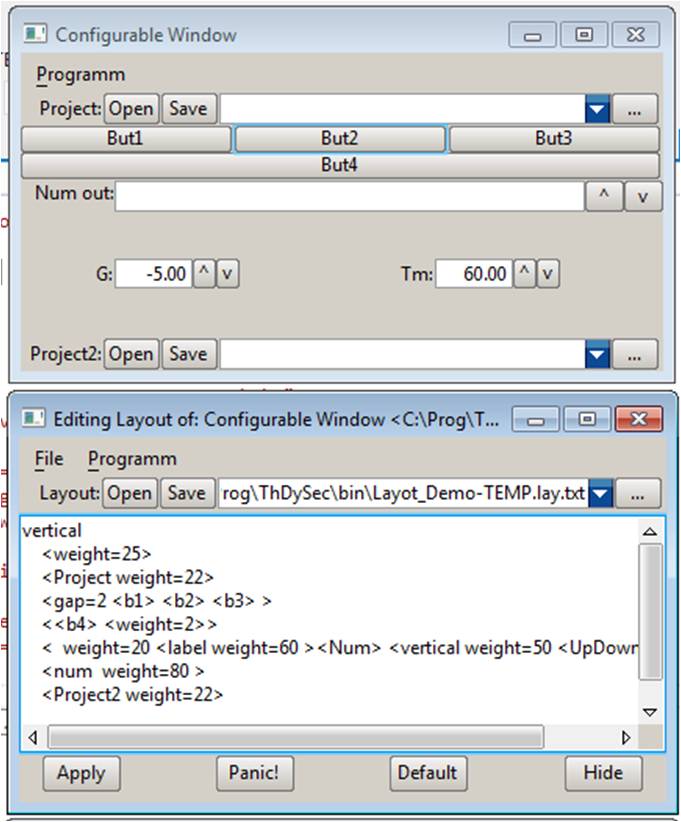 Configurable Window
Programm
Project: Open Save ...
But1 But2 But3
But4
Num out: ^ v
G: -5.00 ^ v Tm: 60.00 ^ v
Project2: Open Save ...
Editing Layout of: Configurable Window <C:\Prog\T...
File Programm
Layout: Open Save rog\ThDySec\bin\Layot_Demo-TEMP.lay.txt ...
vertical
<weight=25>
<Project weight=22>
<gap=2 <b1> <b2> <b3> >
<<b4> <weight=2>>
< weight=20 <label weight=60 ><Num> <vertical weight=50 <UpDown
<num weight=80 >
<Project2 weight=22>
Apply Panic! Default Hide